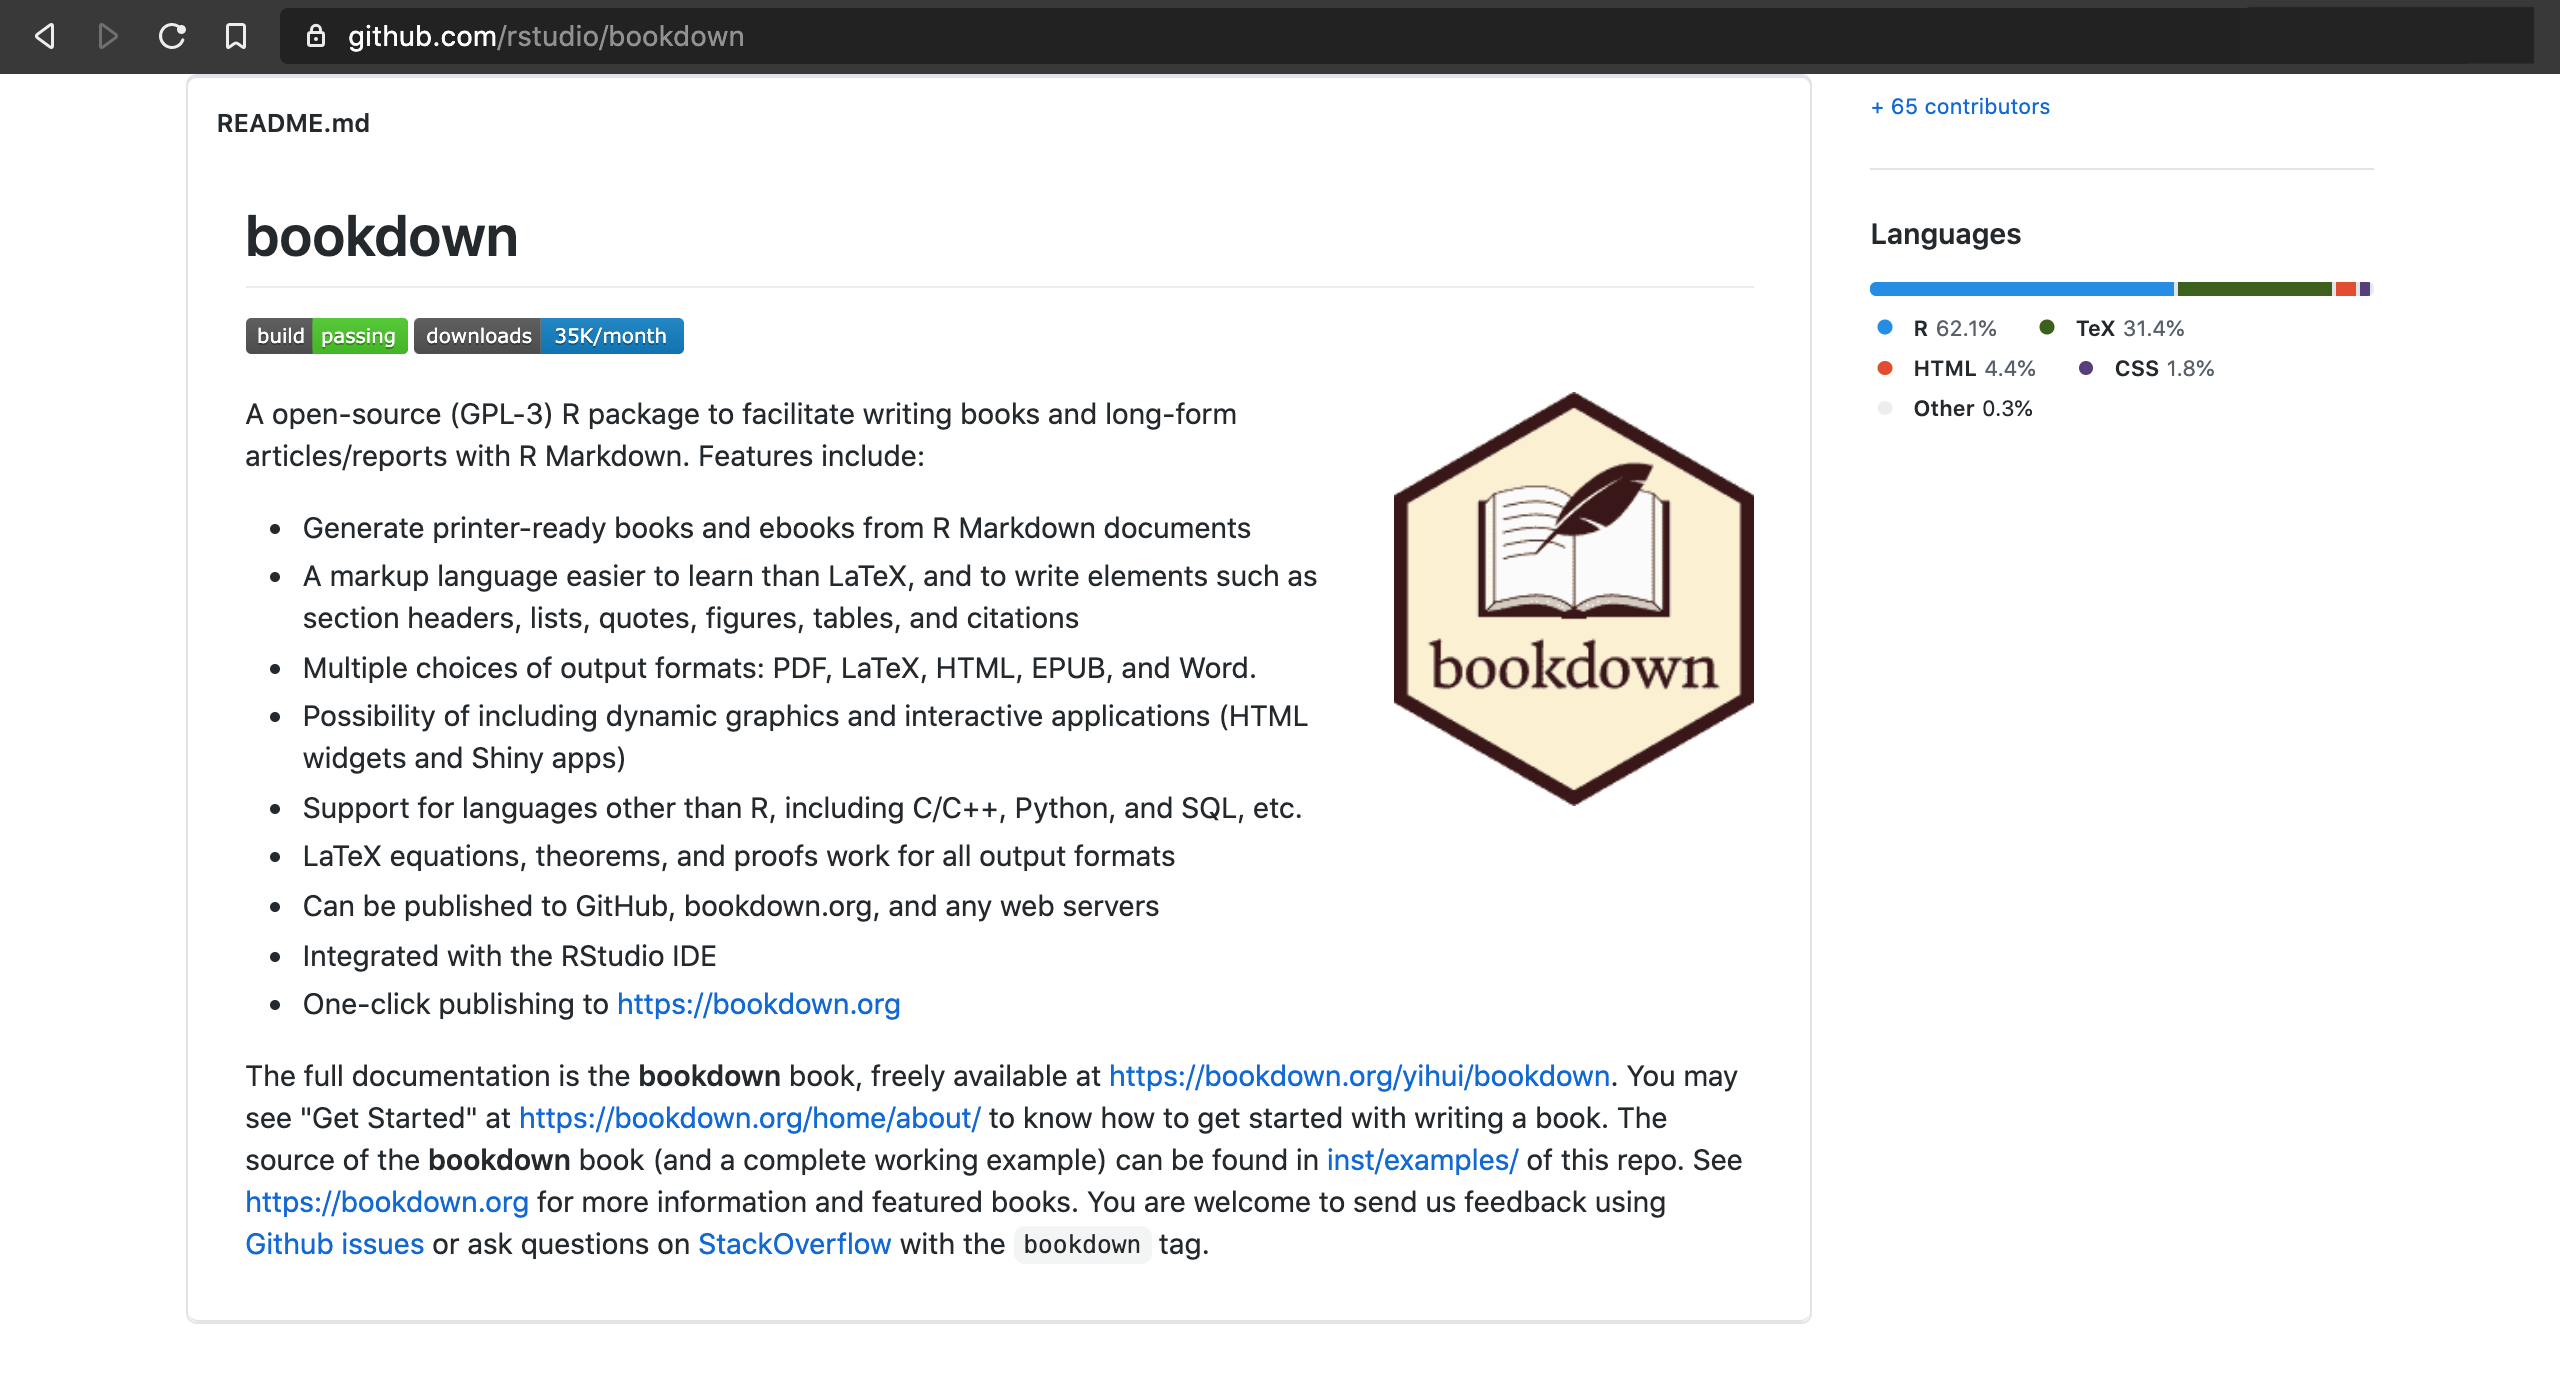 github.com/rstudio/bookdown
README.md
bookdown
build passing downloads 35K/month
A open-source (GPL-3) R package to facilitate writing books and long-form
articles/reports with R Markdown. Features include:
• Generate printer-ready books and ebooks from R Markdown documents
• A markup language easier to learn than LaTeX, and to write elements such as
section headers, lists, quotes, figures, tables, and citations
• Multiple choices of output formats: PDF, LaTeX, HTML, EPUB, and Word.
• Possibility of including dynamic graphics and interactive applications (HTML
widgets and Shiny apps)
• Support for languages other than R, including C/C++, Python, and SQL, etc.
• LaTeX equations, theorems, and proofs work for all output formats
• Can be published to GitHub, bookdown.org, and any web servers
• Integrated with the RStudio IDE
• One-click publishing to https://bookdown.org
bookdown
The full documentation is the bookdown book, freely available at https://bookdown.org/yihui/bookdown. You may
see "Get Started" at https://bookdown.org/home/about/ to know how to get started with writing a book. The
source of the bookdown book (and a complete working example) can be found in inst/examples/ of this repo. See
https://bookdown.org for more information and featured books. You are welcome to send us feedback using
Github issues or ask questions on StackOverflow with the bookdown tag.
+ 65 contributors
Languages
R 62.1% TeX 31.4%
HTML 4.4% CSS 1.8%
Other 0.3%